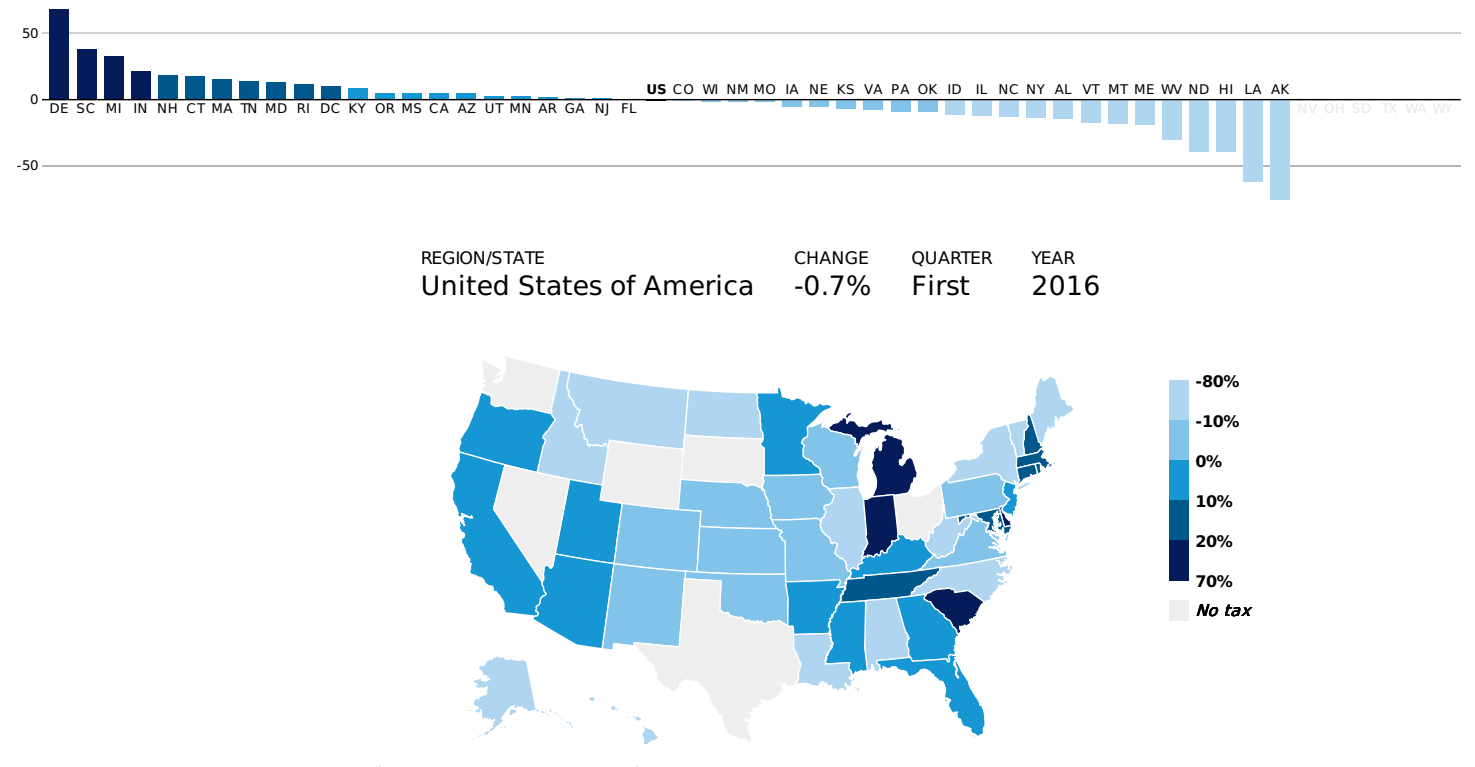 50
0
-50
DE SC MI IN NH CT MA TN MD RI DC KY OR MS CA AZ UT MN AR GA NJ FL
US CO WI NM MO IA NE KS VA PA OK ID IL NC NY AL VT MT ME WV ND HI LA AK
NV OH SD TX WA WY
REGION/STATE CHANGE QUARTER YEAR
United States of America -0.7% First 2016
-80%
-10%
0%
10%
20%
70%
No tax